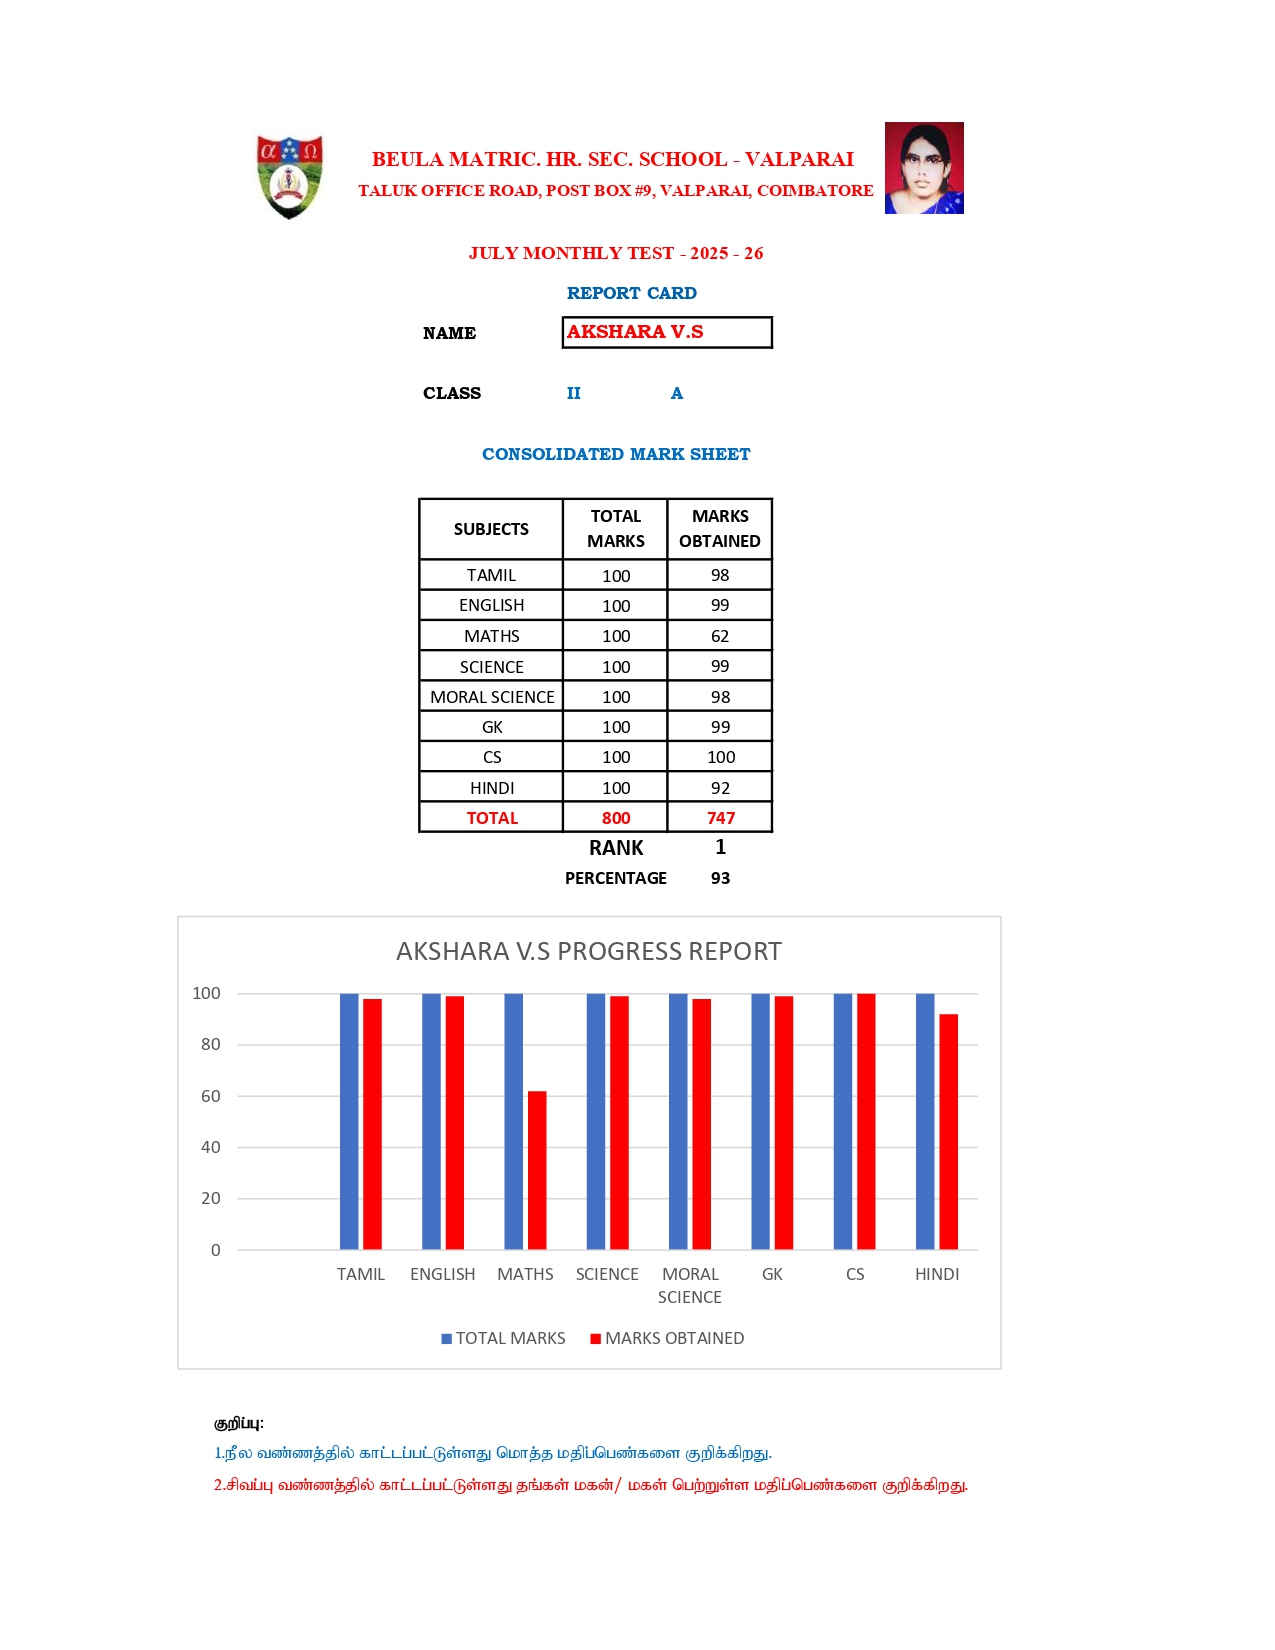 α Ω
BEULA MATRIC. HR. SEC. SCHOOL - VALPARAI
TALUK OFFICE ROAD, POST BOX #9, VALPARAI, COIMBATORE
JULY MONTHLY TEST - 2025 - 26
REPORT CARD
NAME AKSHARA V.S
CLASS II A
CONSOLIDATED MARK SHEET
SUBJECTS TOTAL MARKS MARKS OBTAINED
TAMIL 100 98
ENGLISH 100 99
MATHS 100 62
SCIENCE 100 99
MORAL SCIENCE 100 98
GK 100 99
CS 100 100
HINDI 100 92
TOTAL 800 747
RANK 1
PERCENTAGE 93
AKSHARA V.S PROGRESS REPORT
100
80
60
40
20
0
TAMIL ENGLISH MATHS SCIENCE MORAL SCIENCE GK CS HINDI
TOTAL MARKS MARKS OBTAINED
குறிப்பு:
1.நீல வண்ணத்தில் காட்டப்பட்டுள்ளது மொத்த மதிப்பெண்களை குறிக்கிறது.
2.சிவப்பு வண்ணத்தில் காட்டப்பட்டுள்ளது தங்கள் மகன்/ மகள் பெற்றுள்ள மதிப்பெண்களை குறிக்கிறது.